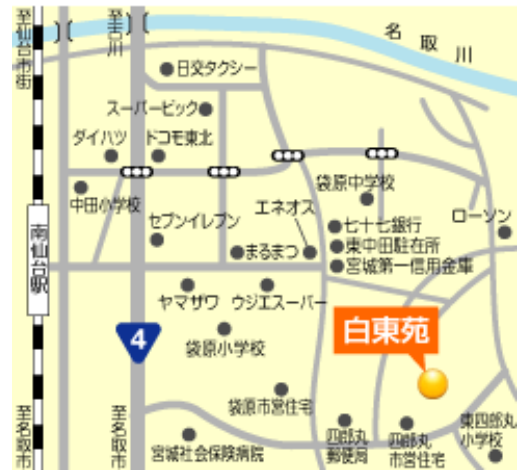 至仙台市街
至古川
名取川
日交タクシー
スーパービック
ダイハツ
ドコモ東北
中田小学校
袋原中学校
セブンイレブン
エネオス
七十七銀行
ローソン
東中田駐在所
まるまつ
宮城第一信用金庫
南仙台駅
ヤマザワ
ウジエスーパー
白東苑
4
袋原小学校
袋原市営住宅
至名取市
至名取市
宮城社会保険病院
四郎丸
郵便局
四郎丸
市営住宅
東四郎丸
小学校